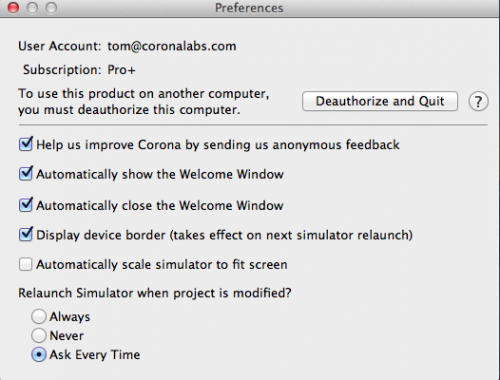 Preferences
User Account: tom@coronalabs.com
Subscription: Pro+
To use this product on another computer,
you must deauthorize this computer.
Deauthorize and Quit
?
Help us improve Corona by sending us anonymous feedback
Automatically show the Welcome Window
Automatically close the Welcome Window
Display device border (takes effect on next simulator relaunch)
Automatically scale simulator to fit screen
Relaunch Simulator when project is modified?
Always
Never
Ask Every Time